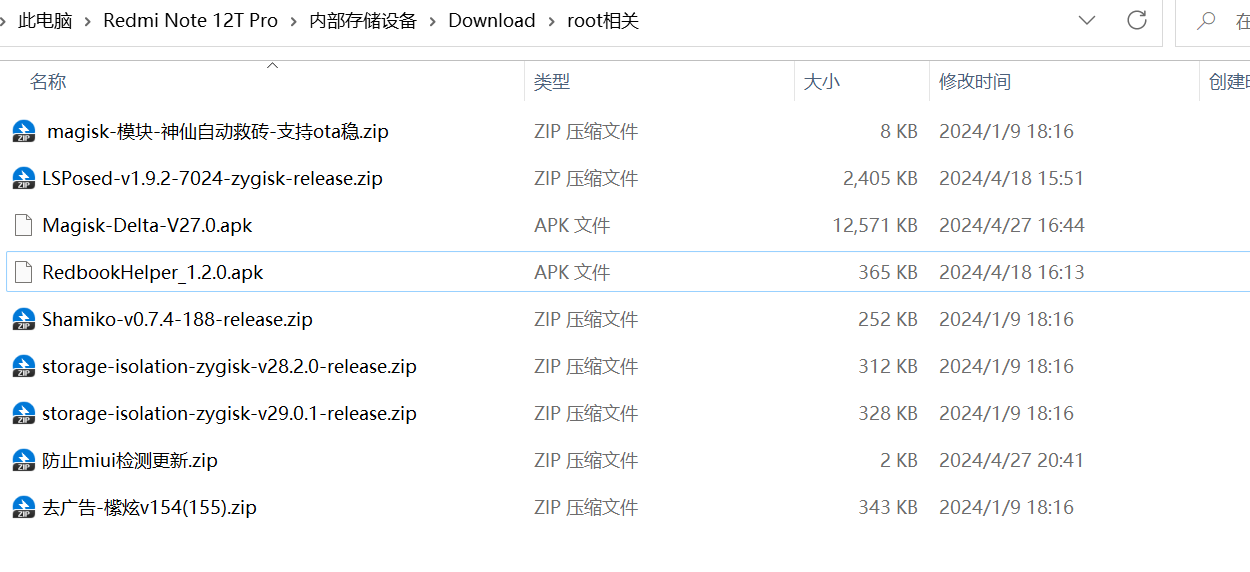 此电脑 › Redmi Note 12T Pro › 内部存储设备 › Download › root相关 在
名称 类型 大小 修改时间 创建时
magisk-模块-神仙自动救砖-支持ota稳.zip ZIP 压缩文件 8 KB 2024/1/9 18:16
LSPosed-v1.9.2-7024-zygisk-release.zip ZIP 压缩文件 2,405 KB 2024/4/18 15:51
Magisk-Delta-V27.0.apk APK 文件 12,571 KB 2024/4/27 16:44
RedbookHelper_1.2.0.apk APK 文件 365 KB 2024/4/18 16:13
Shamiko-v0.7.4-188-release.zip ZIP 压缩文件 252 KB 2024/1/9 18:16
storage-isolation-zygisk-v28.2.0-release.zip ZIP 压缩文件 312 KB 2024/1/9 18:16
storage-isolation-zygisk-v29.0.1-release.zip ZIP 压缩文件 328 KB 2024/1/9 18:16
防止miui检测更新.zip ZIP 压缩文件 2 KB 2024/4/27 20:41
去广告-欙炫v154(155).zip ZIP 压缩文件 343 KB 2024/1/9 18:16